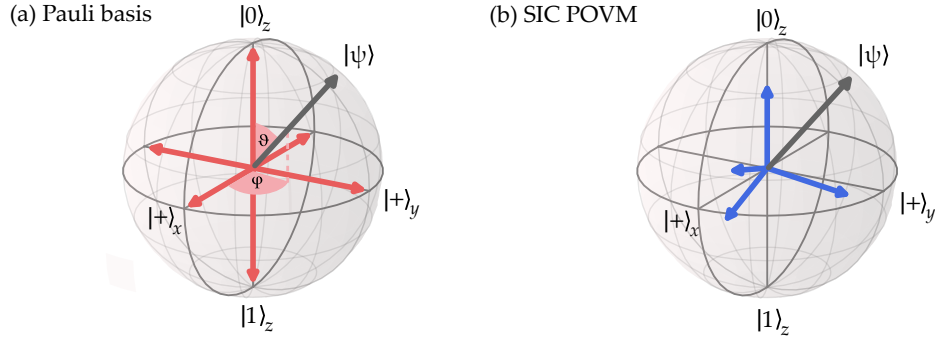 (a) Pauli basis
|0⟩z
|ψ⟩
ϑ
φ
|+⟩x
|+⟩y
|1⟩z
(b) SIC POVM
|0⟩z
|ψ⟩
|+⟩x
|+⟩y
|1⟩z